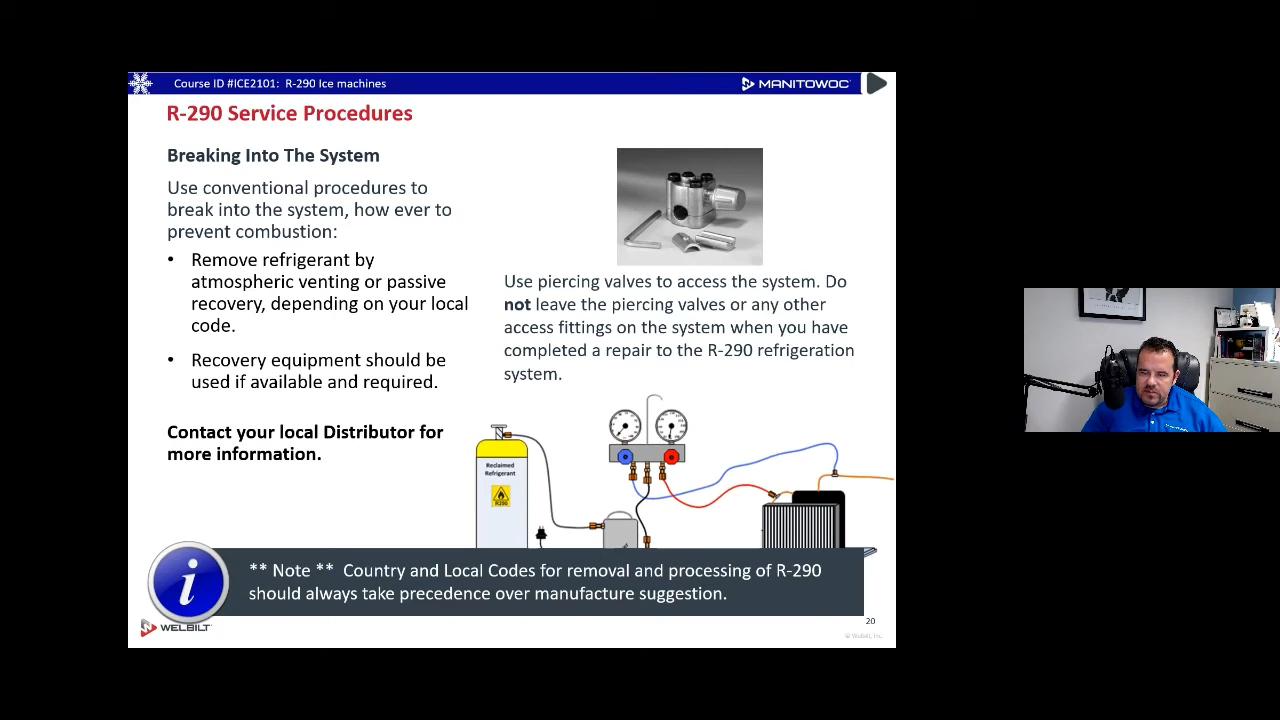 Course ID #ICE2101: R-290 Ice machines
MANITOWOC
R-290 Service Procedures
Breaking Into The System
Use conventional procedures to
break into the system, how ever to
prevent combustion:
• Remove refrigerant by
atmospheric venting or passive
recovery, depending on your local
code.
• Recovery equipment should be
used if available and required.
Contact your local Distributor for
more information.
Use piercing valves to access the system. Do
not leave the piercing valves or any other
access fittings on the system when you have
completed a repair to the R-290 refrigeration
system.
Reclaimed
Refrigerant
R290
** Note ** Country and Local Codes for removal and processing of R-290
should always take precedence over manufacture suggestion.
WELBILT
20
© Welbilt, Inc.